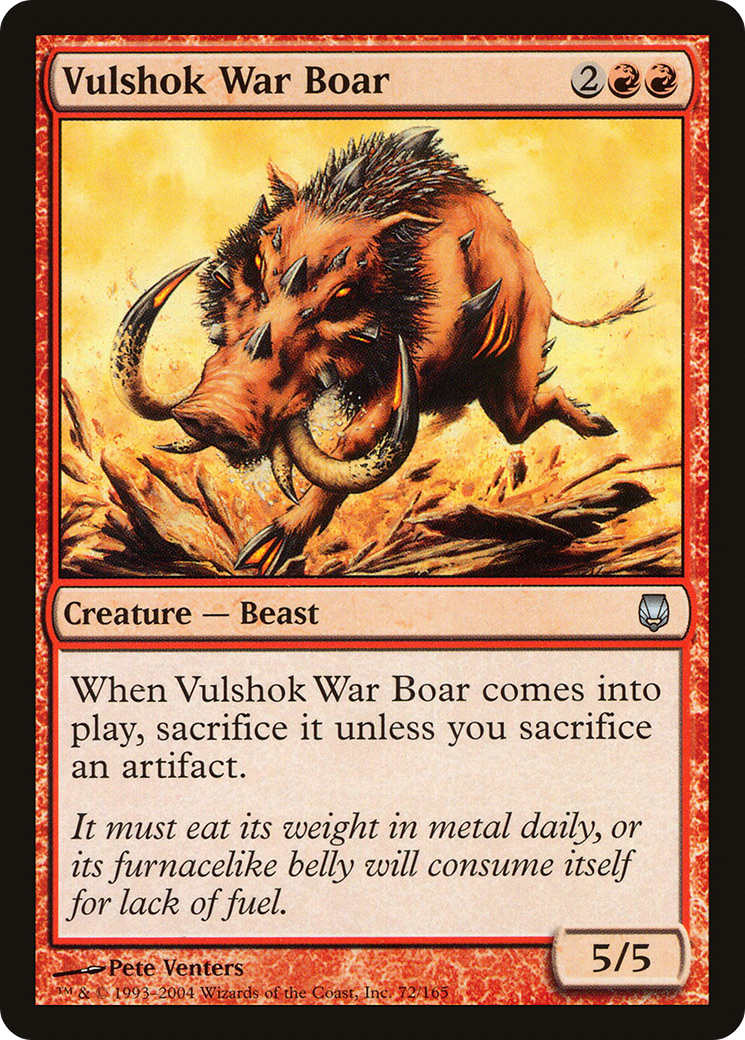 Vulshok War Boar 2
Creature — Beast
When Vulshok War Boar comes into
play, sacrifice it unless you sacrifice
an artifact.
It must eat its weight in metal daily, or
its furnacelike belly will consume itself
for lack of fuel.
5/5
Pete Venters
™ & © 1993–2004 Wizards of the Coast, Inc. 72/165